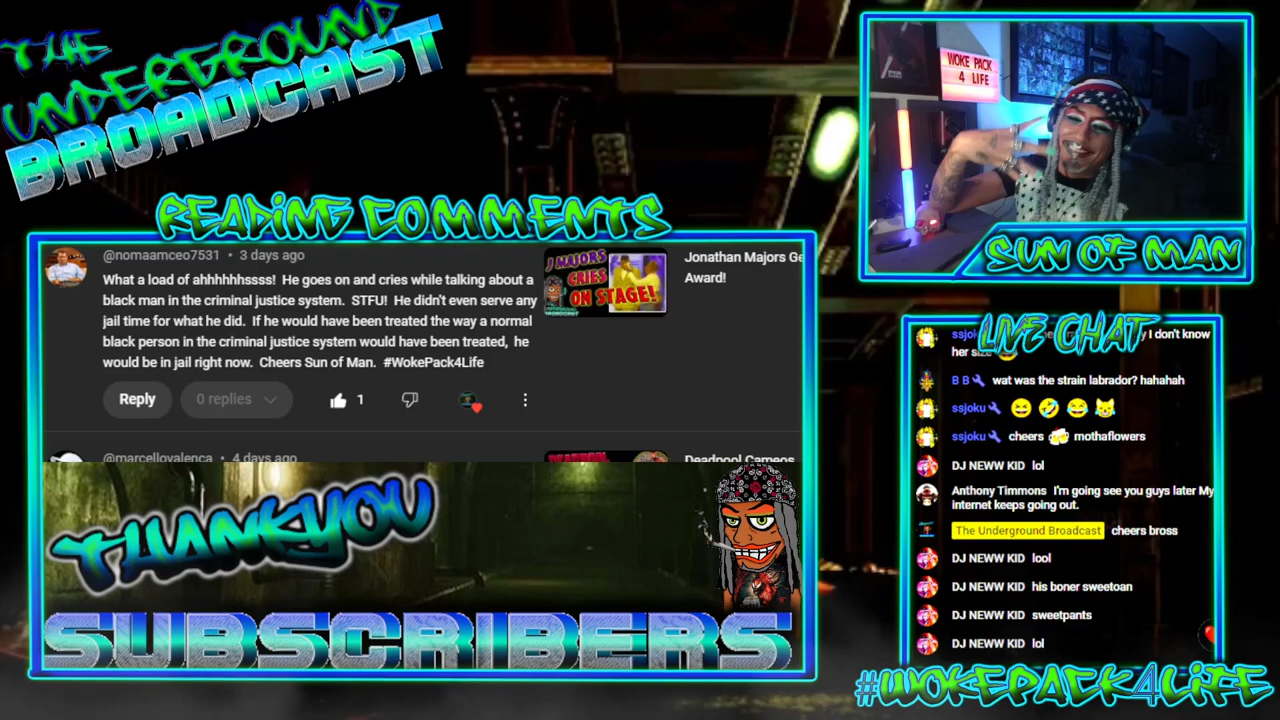 THE
UNDERGROUND
BROADCAST
READING COMMENTS
@nomaamceo7531 • 3 days ago
What a load of ahhhhhhssss! He goes on and cries while talking about a
black man in the criminal justice system. STFU! He didn't even serve any
jail time for what he did. If he would have been treated the way a normal
black person in the criminal justice system would have been treated, he
would be in jail right now. Cheers Sun of Man. #WokePack4Life
Reply
0 replies
1
J MAJORS
CRIES
ON STAGE!
Jonathan Majors Ge
Award!
@marcellovalenca • 4 days ago
Deadpool Cameos
THANKYOU
SUBSCRIBERS
WOKE PACK
4 LIFE
SUN OF MAN
LIVE CHAT
y I don't know
her size
B B wat was the strain labrador? hahahah
ssjoku 😆 🤣 😂 😹
ssjoku cheers 🍻 mothaflowers
DJ NEWW KID lol
Anthony Timmons I'm going see you guys later My
internet keeps going out.
The Underground Broadcast cheers bross
DJ NEWW KID lool
DJ NEWW KID his boner sweetoan
DJ NEWW KID sweetpants
DJ NEWW KID lol
#WOKEPACK4LIFE